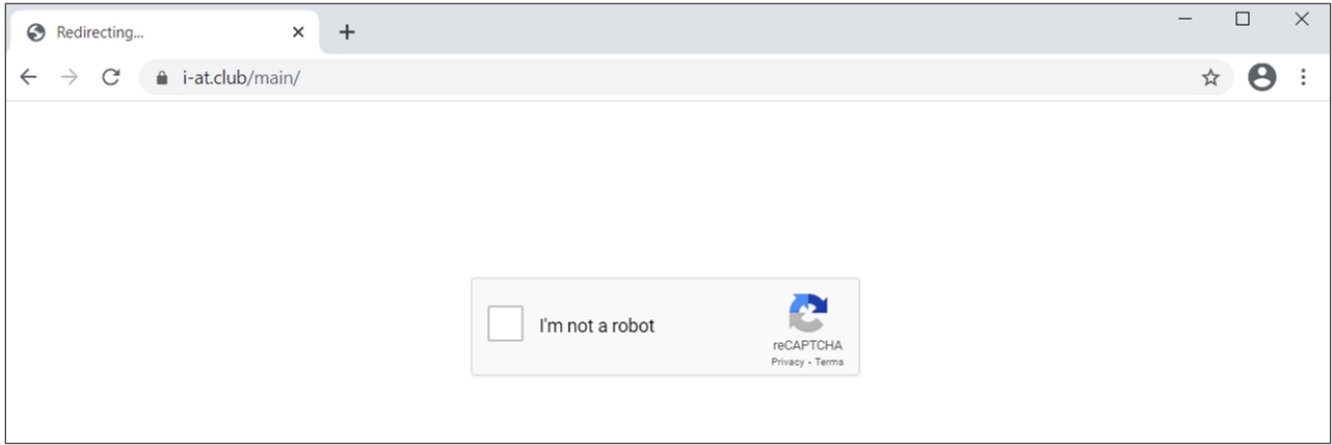 Redirecting...
i-at.club/main/
I'm not a robot
reCAPTCHA
Privacy - Terms